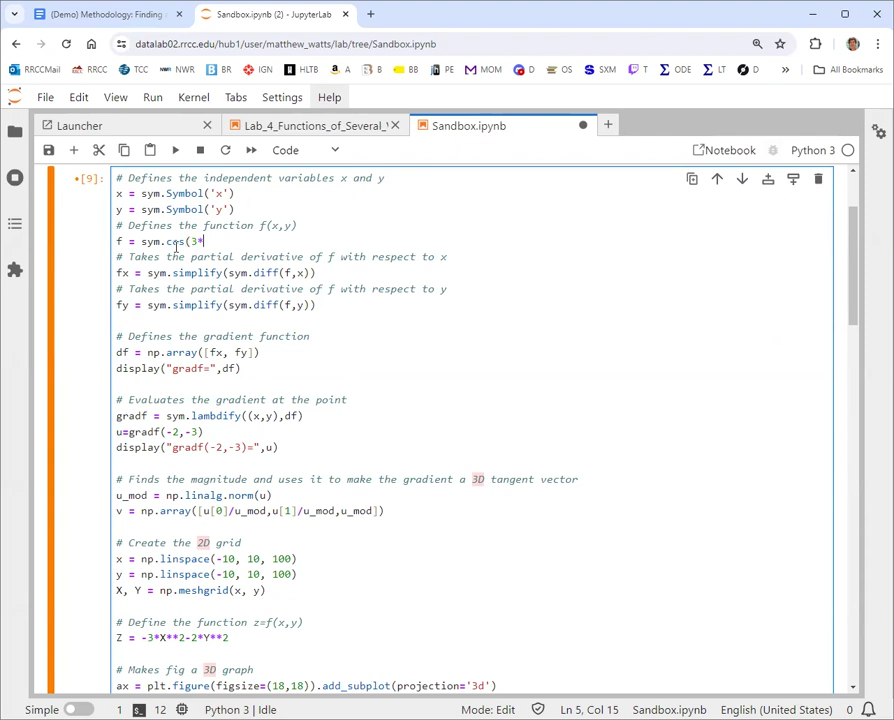 (Demo) Methodology: Finding
Sandbox.ipynb (2) - JupyterLab
datalab02.rrcc.edu/hub1/user/matthew_watts/lab/tree/Sandbox.ipynb
RRCCMail RRCC TCC NWR BR IGN HLTB A B BB PE MOM D OS SXM T ODE LT D All Bookmarks
File Edit View Run Kernel Tabs Settings Help
Launcher Lab_4_Functions_of_Several_V Sandbox.ipynb
Code Notebook Python 3
[9]:
# Defines the independent variables x and y
x = sym.Symbol('x')
y = sym.Symbol('y')
# Defines the function f(x,y)
f = sym.cos(3*
# Takes the partial derivative of f with respect to x
fx = sym.simplify(sym.diff(f,x))
# Takes the partial derivative of f with respect to y
fy = sym.simplify(sym.diff(f,y))
# Defines the gradient function
df = np.array([fx, fy])
display("gradf=",df)
# Evaluates the gradient at the point
gradf = sym.lambdify((x,y),df)
u=gradf(-2,-3)
display("gradf(-2,-3)=",u)
# Finds the magnitude and uses it to make the gradient a 3D tangent vector
u_mod = np.linalg.norm(u)
v = np.array([u[0]/u_mod,u[1]/u_mod,u_mod])
# Create the 2D grid
x = np.linspace(-10, 10, 100)
y = np.linspace(-10, 10, 100)
X, Y = np.meshgrid(x, y)
# Define the function z=f(x,y)
Z = -3*X**2-2*Y**2
# Makes fig a 3D graph
ax = plt.figure(figsize=(18,18)).add_subplot(projection='3d')
Simple 1 12 Python 3 | Idle Mode: Edit Ln 5, Col 15 Sandbox.ipynb English (United States) 0